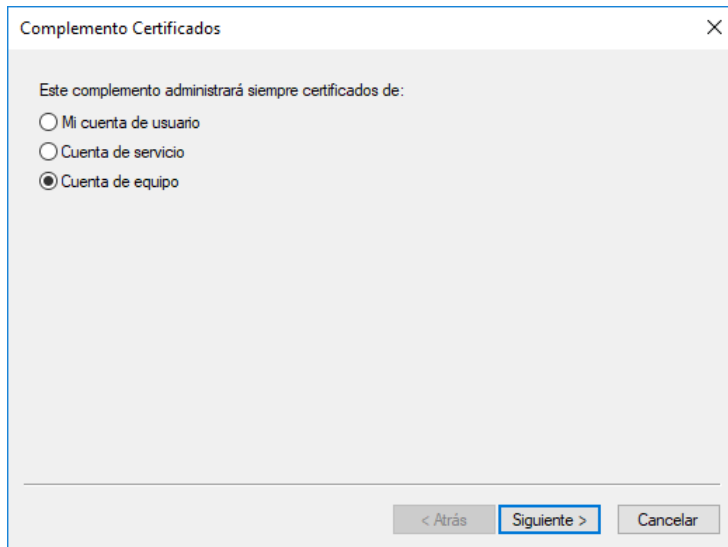 Complemento Certificados
Este complemento administrará siempre certificados de:
Mi cuenta de usuario
Cuenta de servicio
Cuenta de equipo
< Atrás Siguiente > Cancelar